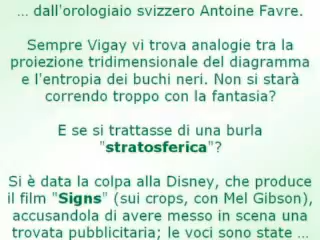 ... dall'orologiaio svizzero Antoine Favre.
Sempre Vigay vi trova analogie tra la
proiezione tridimensionale del diagramma
e l'entropia dei buchi neri. Non si starà
correndo troppo con la fantasia?
E se si trattasse di una burla
"stratosferica"?
Si è data la colpa alla Disney, che produce
il film "Signs" (sui crops, con Mel Gibson),
accusandola di avere messo in scena una
trovata pubblicitaria; le voci sono state ...